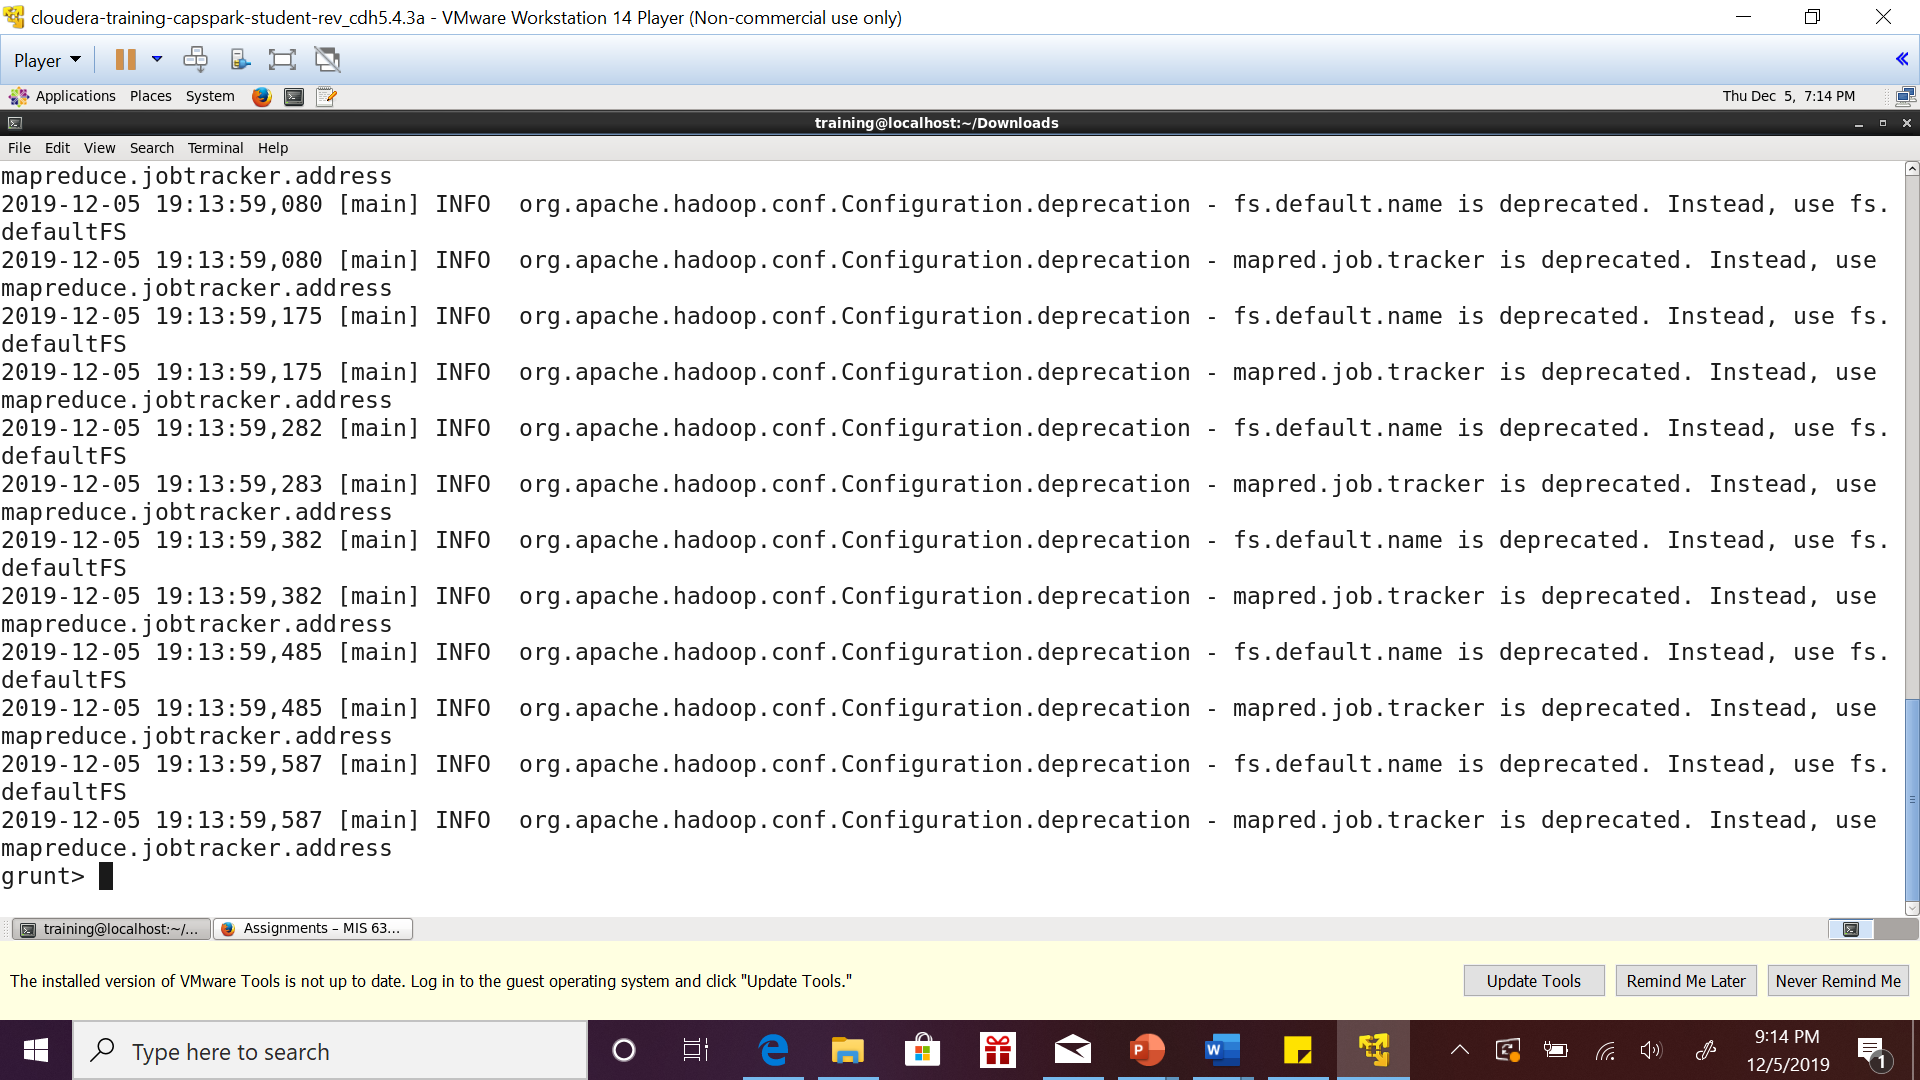 cloudera-training-capspark-student-rev_cdh5.4.3a - VMware Workstation 14 Player (Non-commercial use only)
Player
Applications Places System
Thu Dec 5, 7:14 PM
training@localhost:~/Downloads
File Edit View Search Terminal Help
mapreduce.jobtracker.address
2019-12-05 19:13:59,080 [main] INFO  org.apache.hadoop.conf.Configuration.deprecation - fs.default.name is deprecated. Instead, use fs.
defaultFS
2019-12-05 19:13:59,080 [main] INFO  org.apache.hadoop.conf.Configuration.deprecation - mapred.job.tracker is deprecated. Instead, use
mapreduce.jobtracker.address
2019-12-05 19:13:59,175 [main] INFO  org.apache.hadoop.conf.Configuration.deprecation - fs.default.name is deprecated. Instead, use fs.
defaultFS
2019-12-05 19:13:59,175 [main] INFO  org.apache.hadoop.conf.Configuration.deprecation - mapred.job.tracker is deprecated. Instead, use
mapreduce.jobtracker.address
2019-12-05 19:13:59,282 [main] INFO  org.apache.hadoop.conf.Configuration.deprecation - fs.default.name is deprecated. Instead, use fs.
defaultFS
2019-12-05 19:13:59,283 [main] INFO  org.apache.hadoop.conf.Configuration.deprecation - mapred.job.tracker is deprecated. Instead, use
mapreduce.jobtracker.address
2019-12-05 19:13:59,382 [main] INFO  org.apache.hadoop.conf.Configuration.deprecation - fs.default.name is deprecated. Instead, use fs.
defaultFS
2019-12-05 19:13:59,382 [main] INFO  org.apache.hadoop.conf.Configuration.deprecation - mapred.job.tracker is deprecated. Instead, use
mapreduce.jobtracker.address
2019-12-05 19:13:59,485 [main] INFO  org.apache.hadoop.conf.Configuration.deprecation - fs.default.name is deprecated. Instead, use fs.
defaultFS
2019-12-05 19:13:59,485 [main] INFO  org.apache.hadoop.conf.Configuration.deprecation - mapred.job.tracker is deprecated. Instead, use
mapreduce.jobtracker.address
2019-12-05 19:13:59,587 [main] INFO  org.apache.hadoop.conf.Configuration.deprecation - fs.default.name is deprecated. Instead, use fs.
defaultFS
2019-12-05 19:13:59,587 [main] INFO  org.apache.hadoop.conf.Configuration.deprecation - mapred.job.tracker is deprecated. Instead, use
mapreduce.jobtracker.address
grunt>
training@localhost:~/... Assignments – MIS 63...
The installed version of VMware Tools is not up to date. Log in to the guest operating system and click "Update Tools."
Update Tools Remind Me Later Never Remind Me
Type here to search
9:14 PM
12/5/2019
1